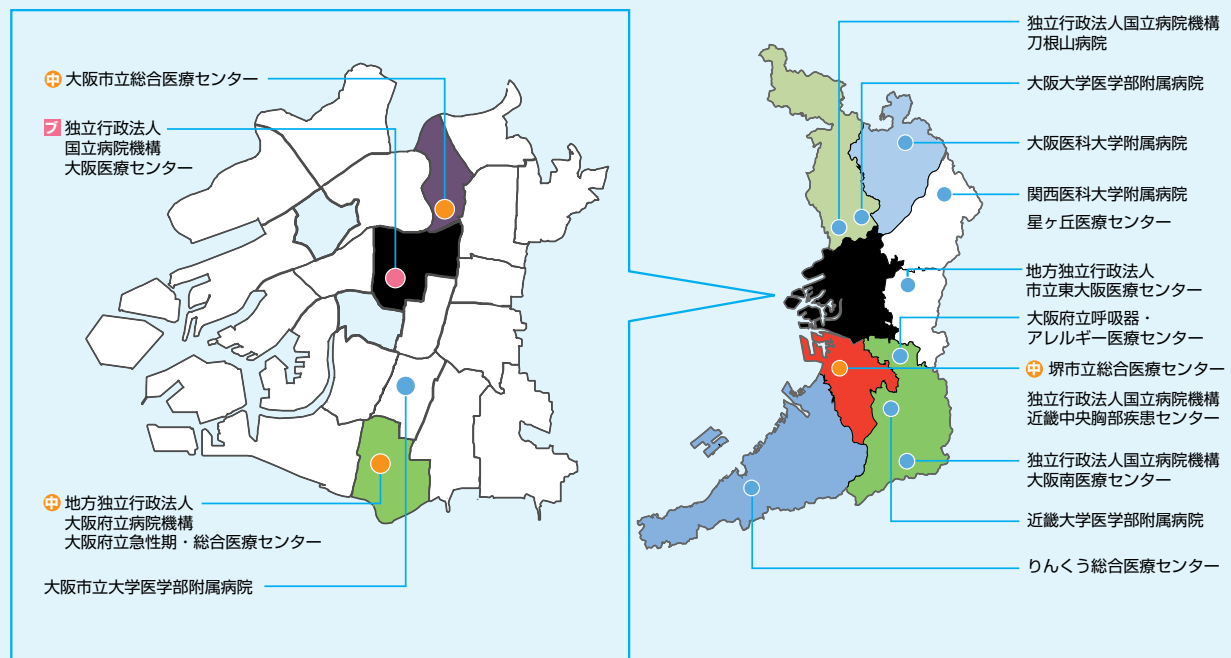 中 大阪市立総合医療センター
ブ 独立行政法人
国立病院機構
大阪医療センター
中 地方独立行政法人
大阪府立病院機構
大阪府立急性期・総合医療センター
大阪市立大学医学部附属病院
独立行政法人国立病院機構
刀根山病院
大阪大学医学部附属病院
大阪医科大学附属病院
関西医科大学附属病院
星ヶ丘医療センター
地方独立行政法人
市立東大阪医療センター
大阪府立呼吸器・
アレルギー医療センター
中 堺市立総合医療センター
独立行政法人国立病院機構
近畿中央胸部疾患センター
独立行政法人国立病院機構
大阪南医療センター
近畿大学医学部附属病院
りんくう総合医療センター